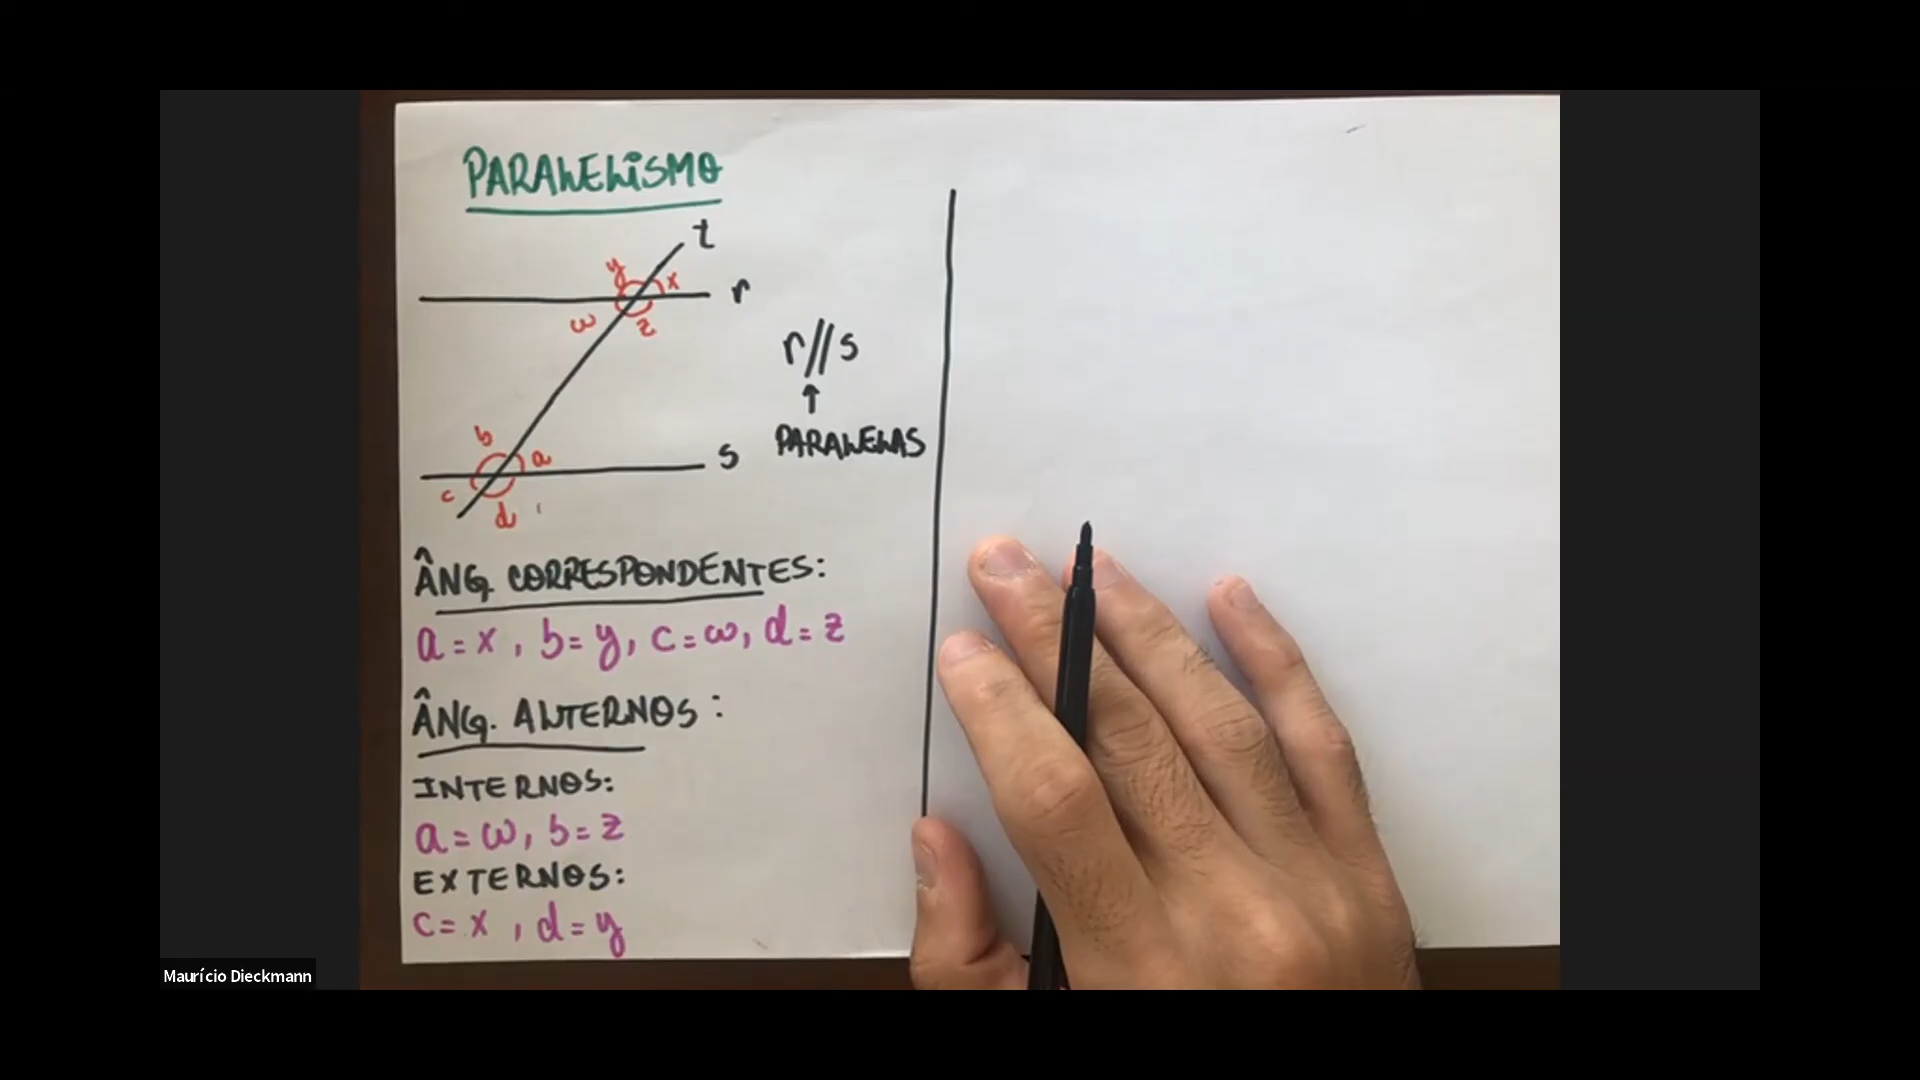 PARALELISMO
t
y
x
r
w
z
r//s
↑
PARALELAS
b
a
s
c
d
ÂNG. CORRESPONDENTES:
a = x, b = y, c = w, d = z
ÂNG. ALTERNOS:
INTERNOS:
a = w, b = z
EXTERNOS:
c = x, d = y
Maurício Dieckmann